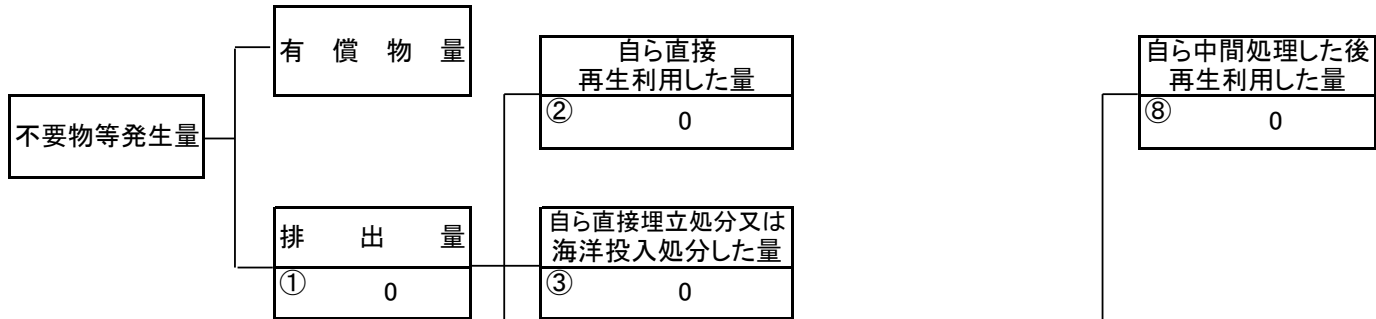 有償物量
自ら直接
再生利用した量
② 0
自ら中間処理した後
再生利用した量
⑧ 0
不要物等発生量
排出量
① 0
自ら直接埋立処分又は
海洋投入処分した量
③ 0